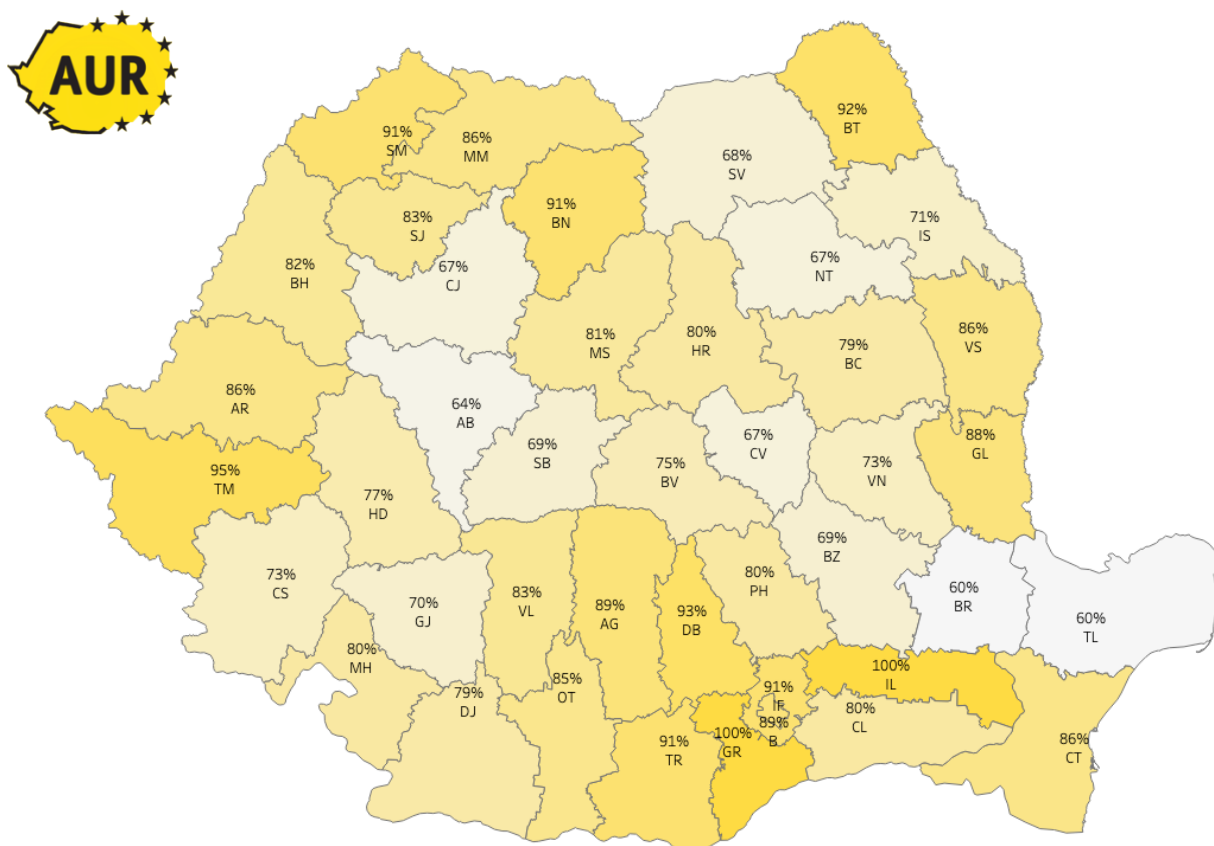 AUR
92%
BT
91%
SM
86%
MM
68%
SV
91%
BN
83%
SJ
71%
IS
82%
BH
67%
CJ
67%
NT
81%
MS
80%
HR
79%
BC
86%
VS
86%
AR
64%
AB
69%
SB
67%
CV
88%
GL
95%
TM
77%
HD
75%
BV
73%
VN
69%
BZ
73%
CS
70%
GJ
83%
VL
89%
AG
93%
DB
80%
PH
60%
BR
60%
TL
80%
MH
79%
DJ
85%
OT
91%
IF
100%
IL
80%
CL
91%
TR
100%
GR
89%
B
86%
CT